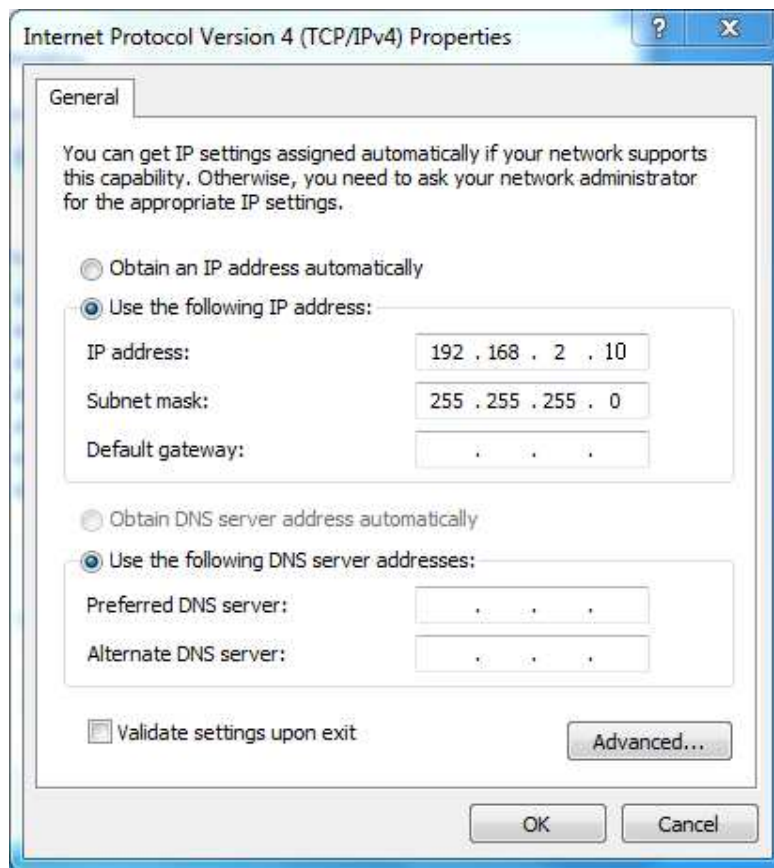 Internet Protocol Version 4 (TCP/IPv4) Properties
?
X
General
You can get IP settings assigned automatically if your network supports
this capability. Otherwise, you need to ask your network administrator
for the appropriate IP settings.
Obtain an IP address automatically
Use the following IP address:
IP address: 192 . 168 . 2 . 10
Subnet mask: 255 . 255 . 255 . 0
Default gateway: . . .
Obtain DNS server address automatically
Use the following DNS server addresses:
Preferred DNS server: . . .
Alternate DNS server: . . .
Validate settings upon exit
Advanced...
OK Cancel